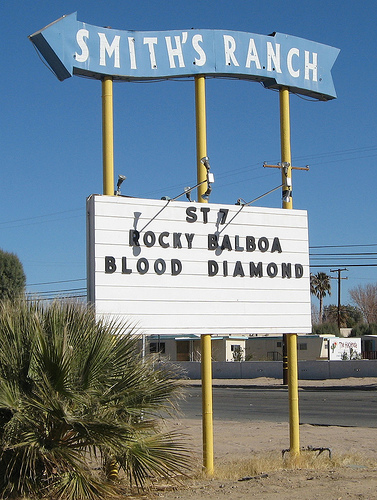 SMITH'S RANCH
ST 7
ROCKY BALBOA
BLOOD DIAMOND